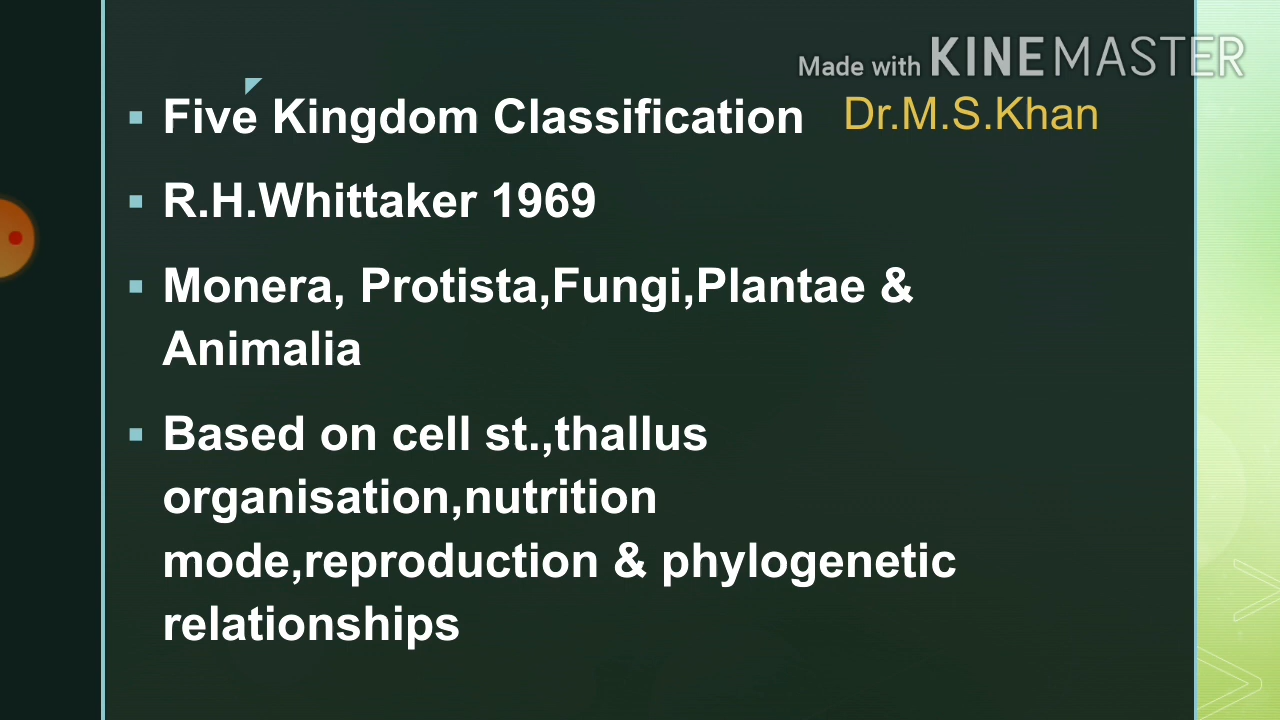 Made with KINEMASTER
Five Kingdom Classification Dr.M.S.Khan
R.H.Whittaker 1969
Monera, Protista,Fungi,Plantae &
Animalia
Based on cell st.,thallus
organisation,nutrition
mode,reproduction & phylogenetic
relationships